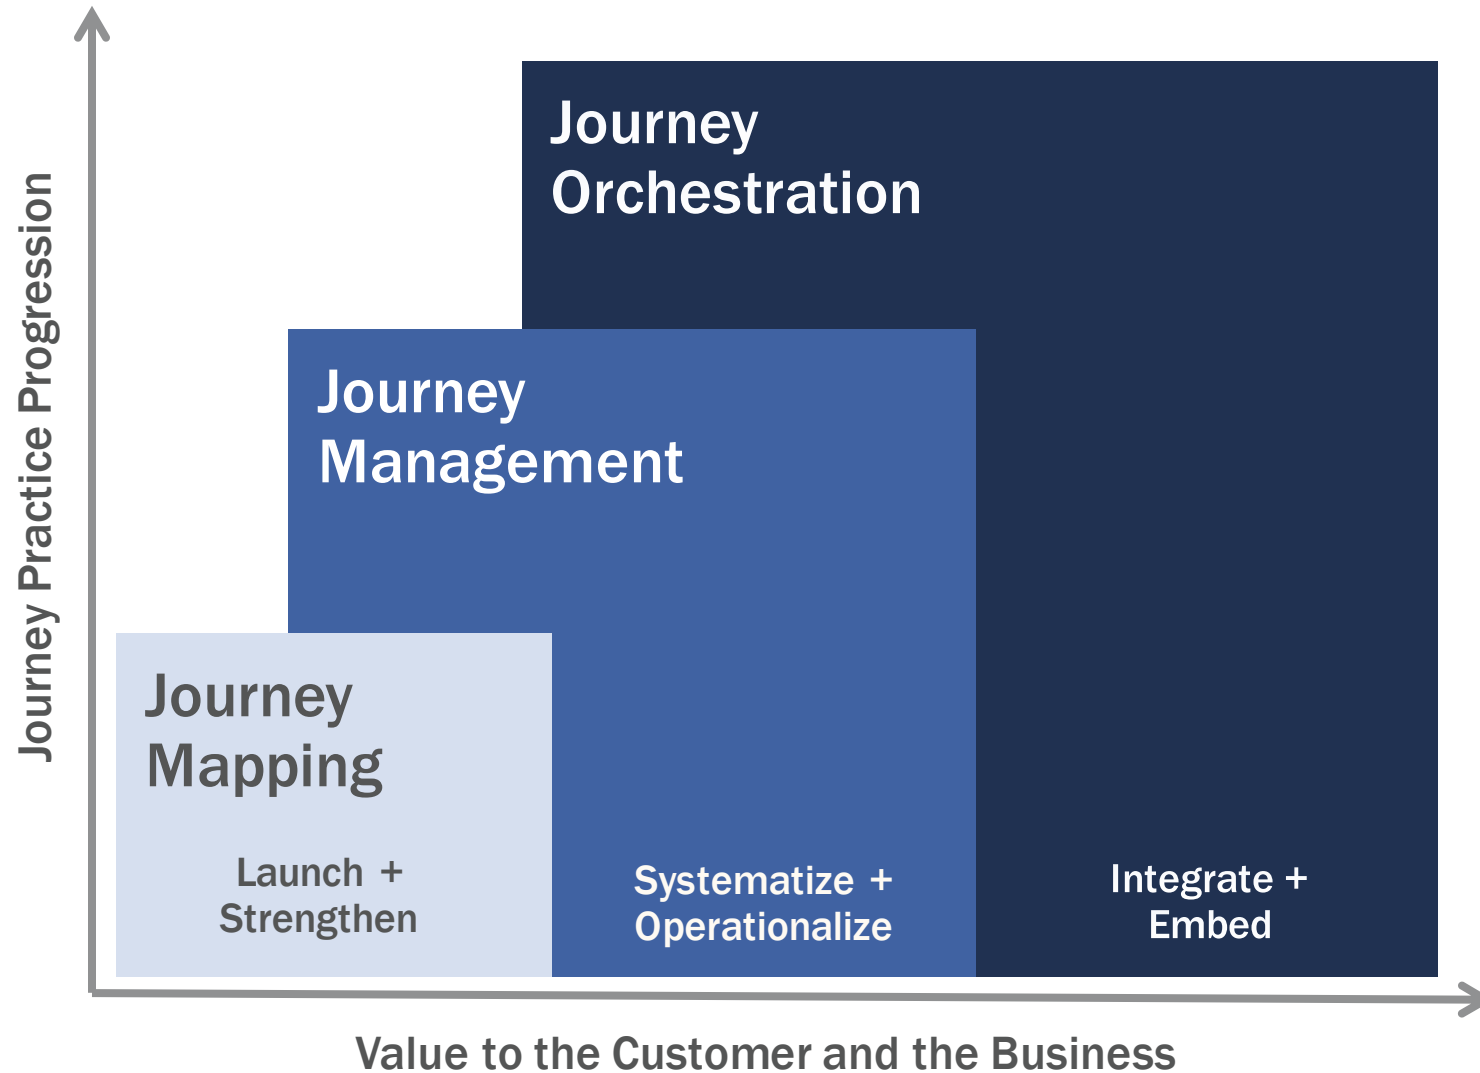 Journey Practice Progression
Journey
Orchestration
Journey
Management
Journey
Mapping
Launch +
Strengthen
Systematize +
Operationalize
Integrate +
Embed
Value to the Customer and the Business